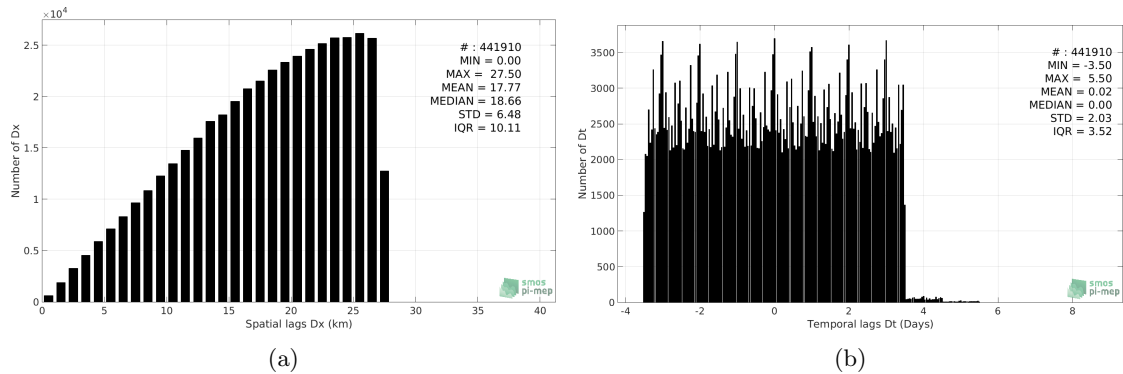 ×10⁴
2.5
2
1.5
1
0.5
0
Number of Dx
# : 441910
MIN = 0.00
MAX = 27.50
MEAN = 17.77
MEDIAN = 18.66
STD = 6.48
IQR = 10.11
smos
pi-mep
0 5 10 15 20 25 30 35 40
Spatial lags Dx (km)
(a)
3500
3000
2500
2000
1500
1000
500
0
Number of Dt
# : 441910
MIN = -3.50
MAX = 5.50
MEAN = 0.02
MEDIAN = 0.00
STD = 2.03
IQR = 3.52
smos
pi-mep
-4 -2 0 2 4 6 8
Temporal lags Dt (Days)
(b)